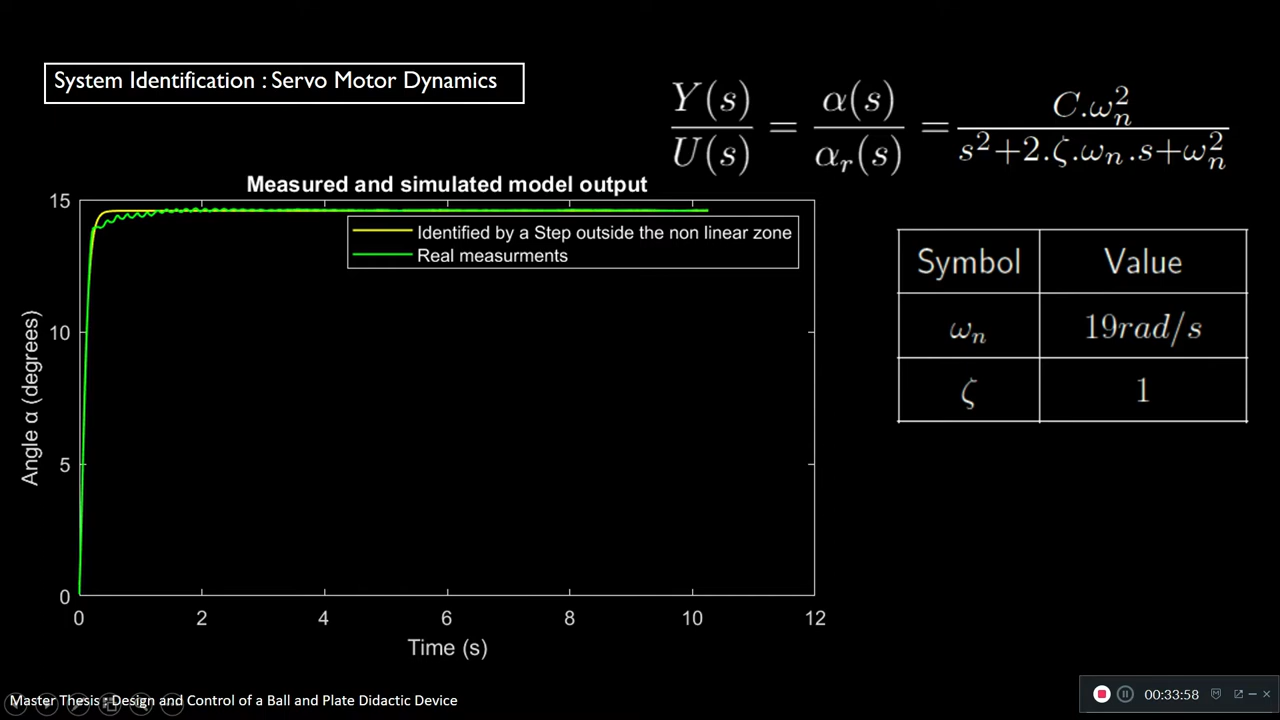 System Identification : Servo Motor Dynamics
Y(s)/U(s) = α(s)/αr(s) = C.ωn²/(s²+2.ζ.ωn.s+ωn²)
Measured and simulated model output
15
10
5
0
Angle α (degrees)
Identified by a Step outside the non linear zone
Real measurments
0 2 4 6 8 10 12
Time (s)
Symbol Value
ωn 19rad/s
ζ 1
Master Thesis : Design and Control of a Ball and Plate Didactic Device
00:33:58